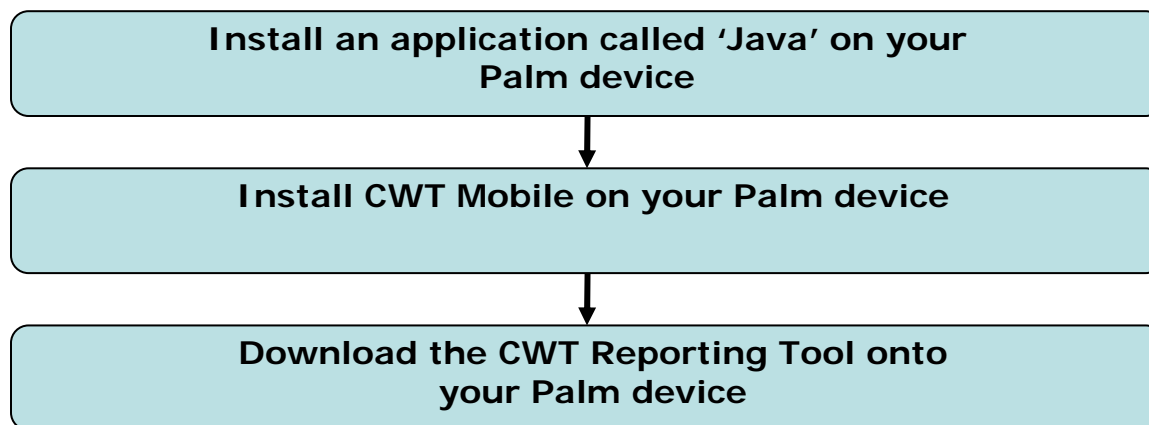 Install an application called ‘Java’ on your
Palm device
Install CWT Mobile on your Palm device
Download the CWT Reporting Tool onto
your Palm device